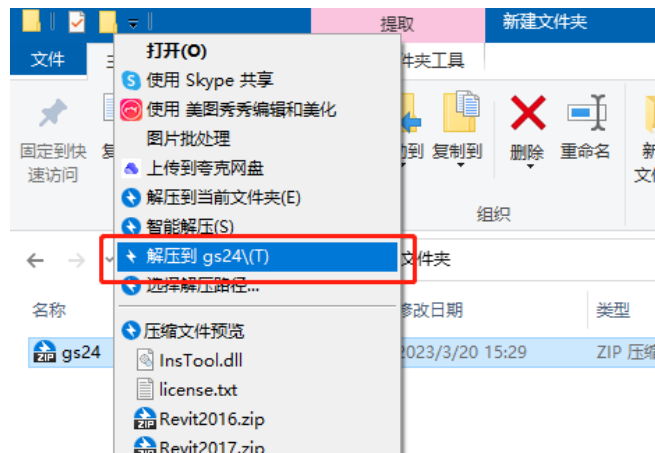 提取
新建文件夹
文件
打开(O)
件夹工具
使用 Skype 共享
使用 美图秀秀编辑和美化
图片批处理
上传到夸克网盘
解压到当前文件夹(E)
智能解压(S)
解压到 gs24\(T)
选择解压路径...
压缩文件预览
InsTool.dll
license.txt
Revit2016.zip
Revit2017.zip
固定到快
速访问
复制到
删除
重命名
组织
文件夹
名称
修改日期
类型
gs24
2023/3/20 15:29
ZIP 压缩